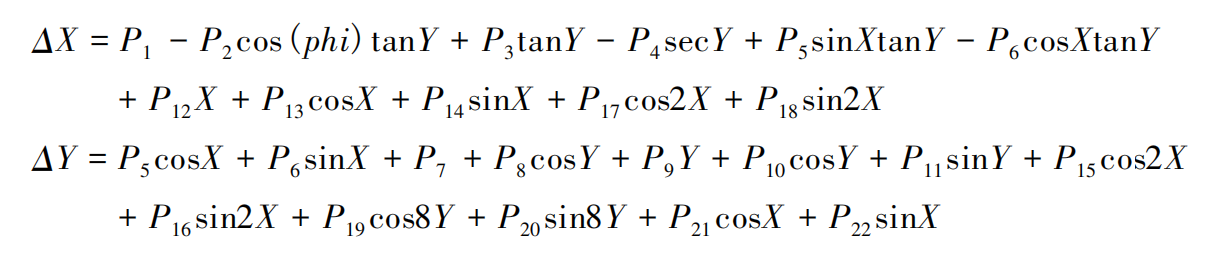 ΔX = P₁ − P₂cos(phi)tanY + P₃tanY − P₄secY + P₅sinXtanY − P₆cosXtanY
+ P₁₂X + P₁₃cosX + P₁₄sinX + P₁₇cos2X + P₁₈sin2X
ΔY = P₅cosX + P₆sinX + P₇ + P₈cosY + P₉Y + P₁₀cosY + P₁₁sinY + P₁₅cos2X
+ P₁₆sin2X + P₁₉cos8Y + P₂₀sin8Y + P₂₁cosX + P₂₂sinX